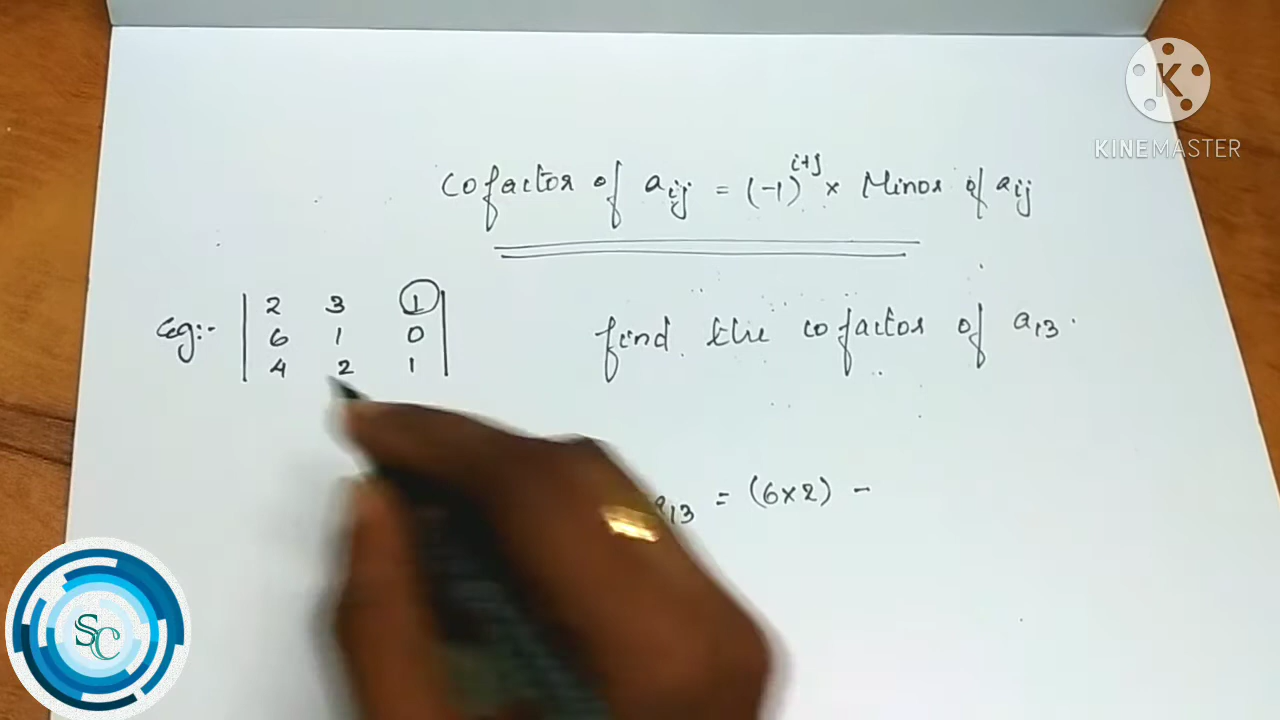 KINEMASTER
Cofactor of aij = (-1)^i+j × Minor of aij
eg:- | 2 3 1 |
| 6 1 0 |
| 4 2 1 |
find the cofactor of a13.
a13 = (6×2) -
SC